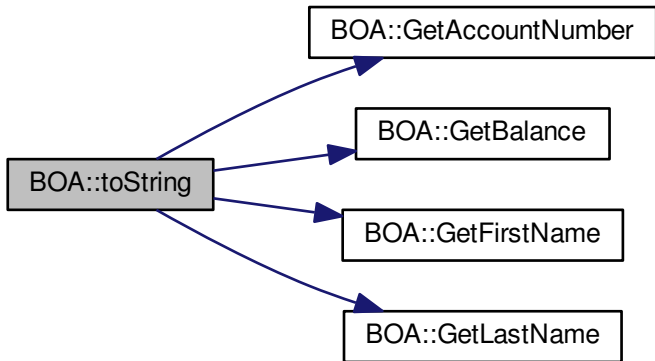 BOA::GetAccountNumber
BOA::GetBalance
BOA::toString
BOA::GetFirstName
BOA::GetLastName